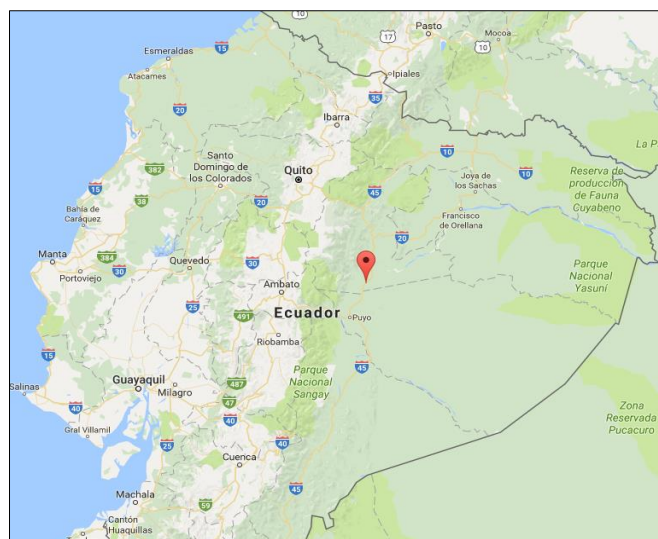 Pasto
Mocoa
17
10
10
Esmeraldas
15
Atacames
Ipiales
35
20
Ibarra
10
La P
382
Santo
Domingo de
los Colorados
Quito
45
Joya de
los Sachas
10
Reserva de
producción
de Fauna
Cuyabeno
15
38
20
Francisco
de Orellana
Bahía de
Caráquez
20
Manta
384
30
Quevedo
30
Parque
Nacional
Yasuní
Portoviejo
Ambato
25
491
Ecuador
Puyo
Riobamba
15
Parque
Nacional
Sangay
45
Guayaquil
487
Salinas
Milagro
40
47
40
Zona
Reservada
Pucacuro
Gral Villamil
25
40
Cuenca
45
Machala
59
Cantón
Huaquillas